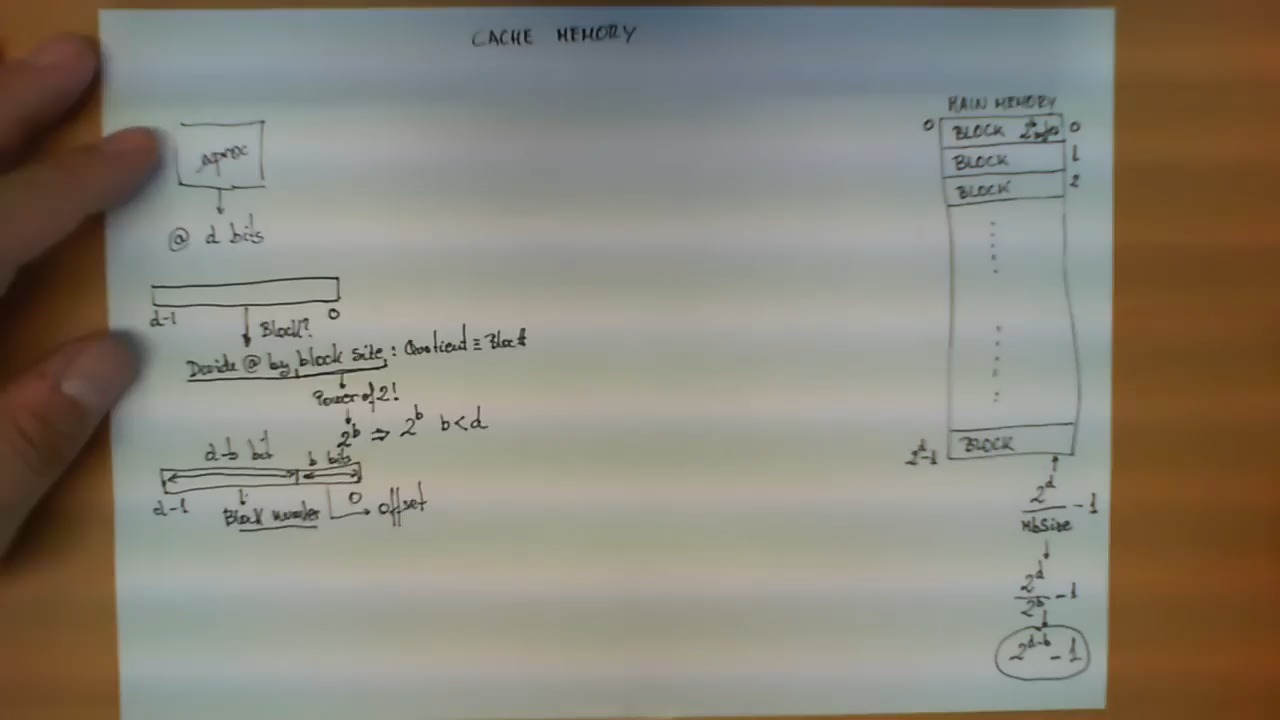 CACHE MEMORY
@ d bits
d-1 0
Block?
Divide @ by block size : Quotient ≡ Block
Power of 2!
2^b ⇒ 2^b b<d
d-b bit b bits
d-1 0
Block number offset
MAIN MEMORY
0 BLOCK 0
BLOCK 1
BLOCK 2
2^d-1 BLOCK
2^d / MbSize - 1
2^d / 2^b - 1
2^(d-b) - 1